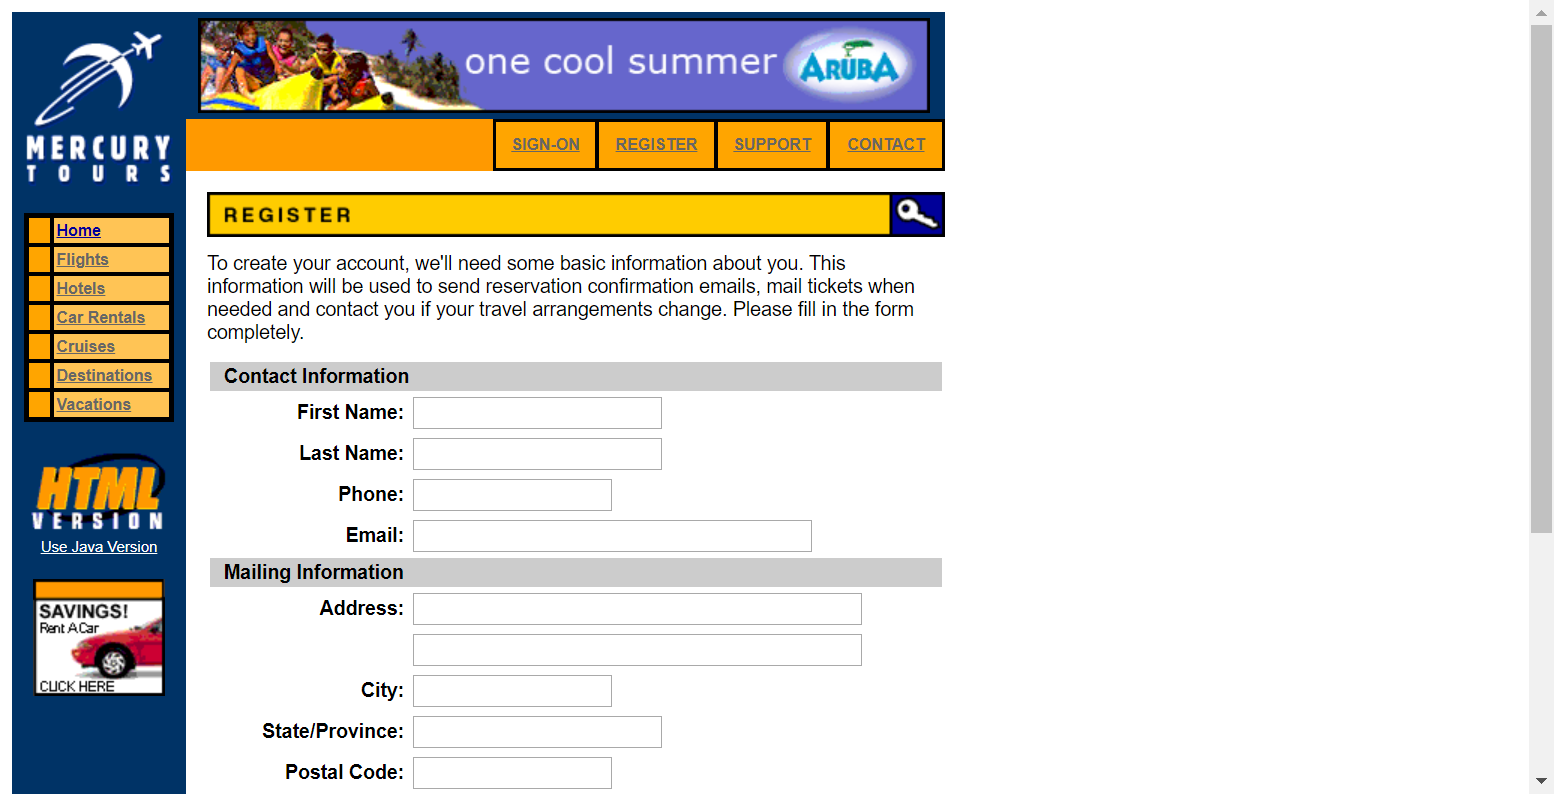 MERCURY
TOURS
one cool summer
ARUBA
SIGN-ON
REGISTER
SUPPORT
CONTACT
Home
Flights
Hotels
Car Rentals
Cruises
Destinations
Vacations
HTML
VERSION
Use Java Version
SAVINGS!
Rent A Car
CLICK HERE
REGISTER
To create your account, we'll need some basic information about you. This
information will be used to send reservation confirmation emails, mail tickets when
needed and contact you if your travel arrangements change. Please fill in the form
completely.
Contact Information
First Name:
Last Name:
Phone:
Email:
Mailing Information
Address:
City:
State/Province:
Postal Code: